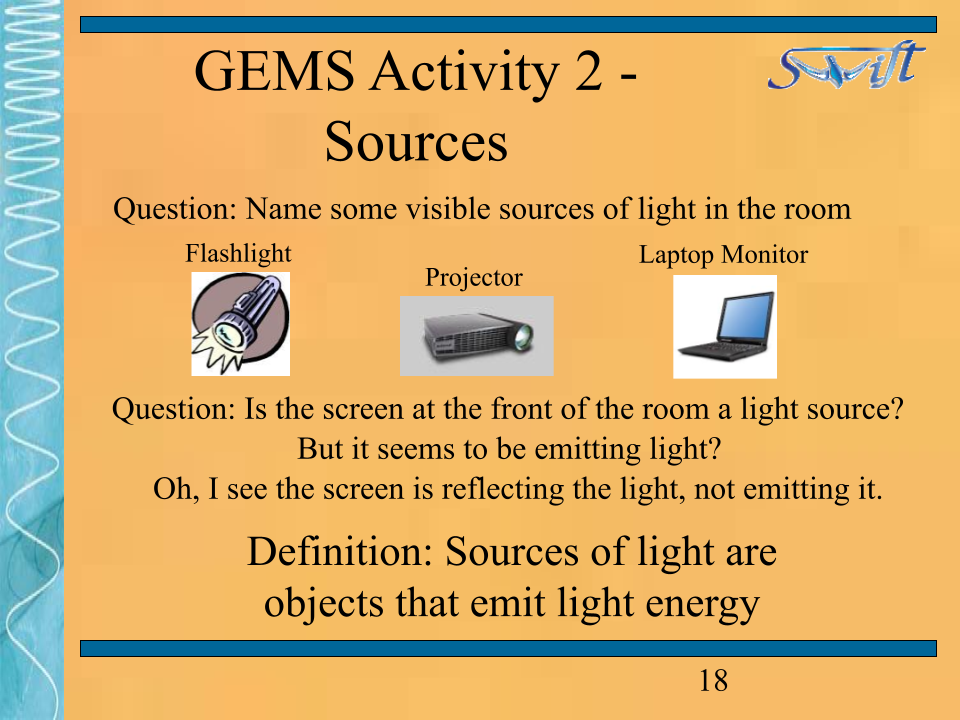 GEMS Activity 2 -
Sources
Swift
Question: Name some visible sources of light in the room
Flashlight
Projector
Laptop Monitor
Question: Is the screen at the front of the room a light source?
But it seems to be emitting light?
Oh, I see the screen is reflecting the light, not emitting it.
Definition: Sources of light are
objects that emit light energy
18